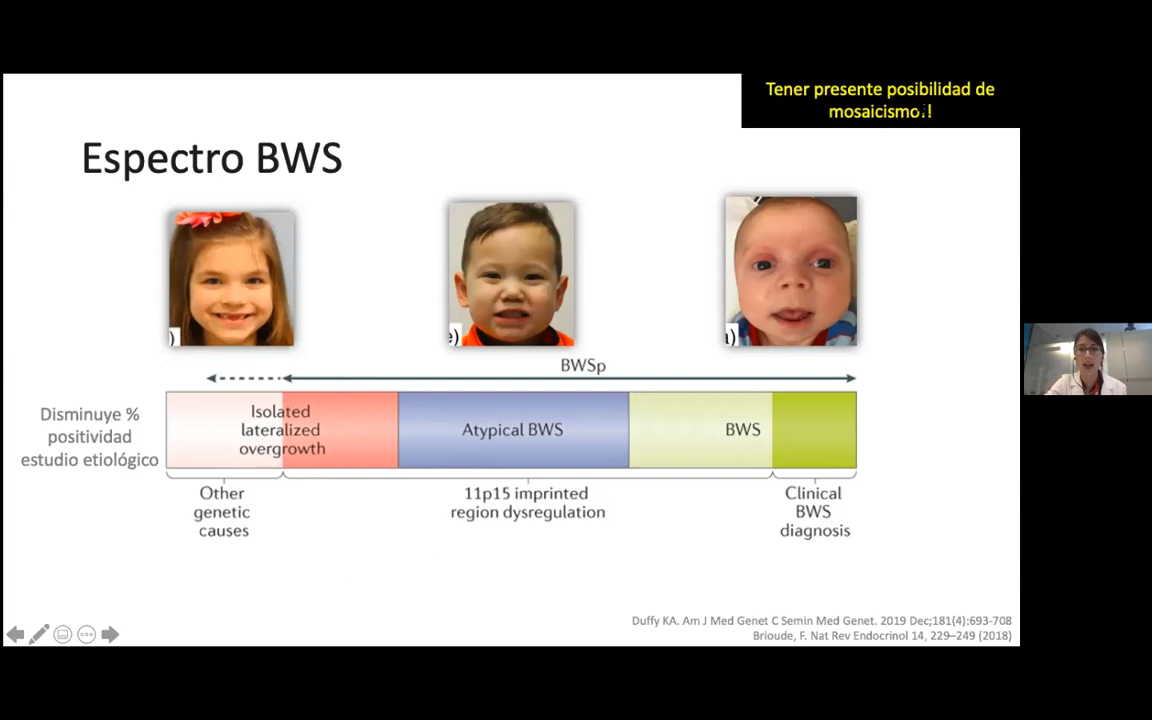 Tener presente posibilidad de
mosaicismo.!
Espectro BWS
)
e)
a)
BWSp
Disminuye %
positividad
estudio etiológico
Isolated
lateralized
overgrowth
Atypical BWS
BWS
Other
genetic
causes
11p15 imprinted
region dysregulation
Clinical
BWS
diagnosis
Duffy KA. Am J Med Genet C Semin Med Genet. 2019 Dec;181(4):693-708
Brioude, F. Nat Rev Endocrinol 14, 229–249 (2018)